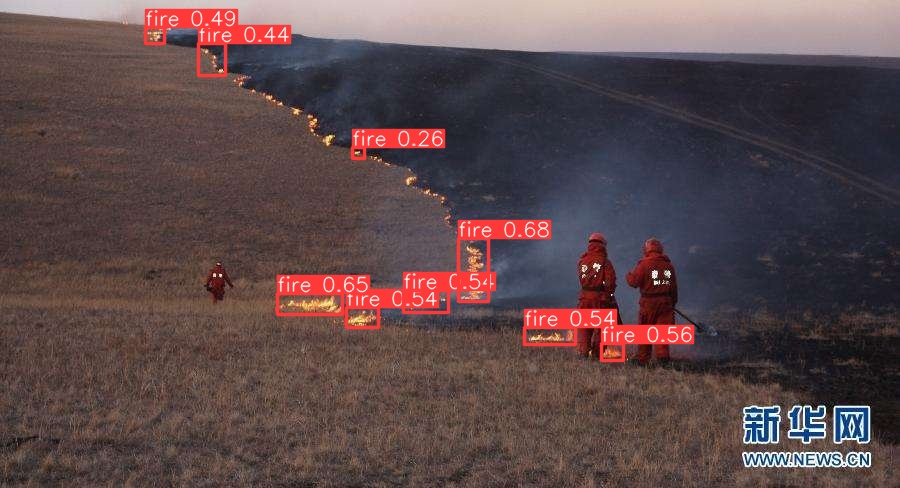 fire 0.49
fire 0.44
fire 0.26
fire 0.68
fire 0.65
fire 0.54
fire 0.54
fire 0.54
fire 0.56
新华网
WWW.NEWS.CN